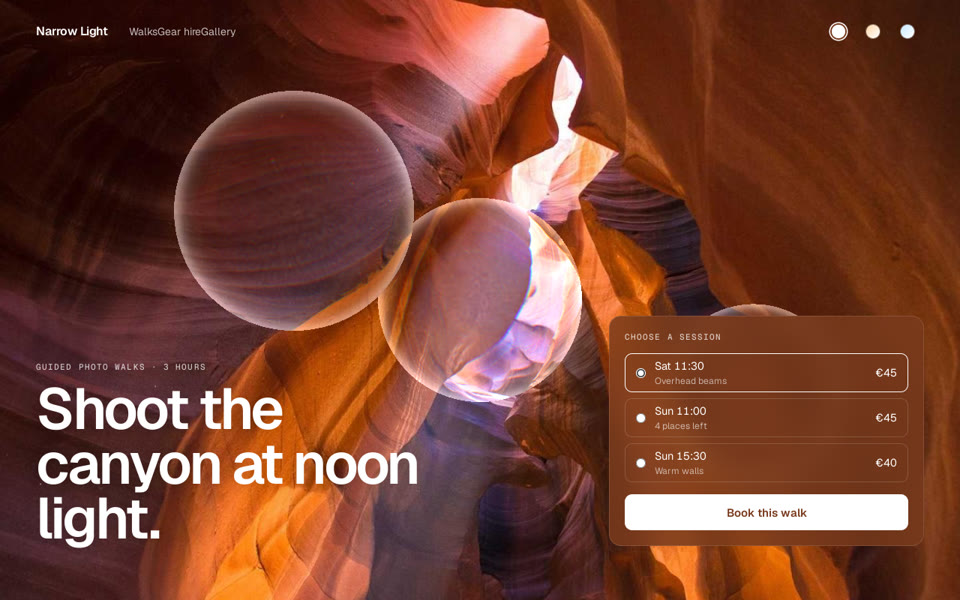 Narrow Light
WalksGear hireGallery
GUIDED PHOTO WALKS · 3 HOURS
Shoot the
canyon at noon
light.
CHOOSE A SESSION
Sat 11:30
Overhead beams
€45
Sun 11:00
4 places left
€45
Sun 15:30
Warm walls
€40
Book this walk